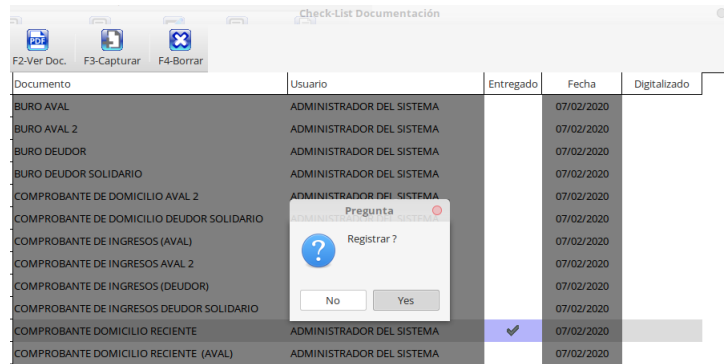 Check-List Documentación
PDF
F2-Ver Doc. F3-Capturar F4-Borrar
Documento Usuario Entregado Fecha Digitalizado
BURO AVAL ADMINISTRADOR DEL SISTEMA 07/02/2020
BURO AVAL 2 ADMINISTRADOR DEL SISTEMA 07/02/2020
BURO DEUDOR ADMINISTRADOR DEL SISTEMA 07/02/2020
BURO DEUDOR SOLIDARIO ADMINISTRADOR DEL SISTEMA 07/02/2020
COMPROBANTE DE DOMICILIO AVAL 2 ADMINISTRADOR DEL SISTEMA 07/02/2020
COMPROBANTE DE DOMICILIO DEUDOR SOLIDARIO ADMINISTRADOR DEL SISTEMA 07/02/2020
Pregunta
COMPROBANTE DE INGRESOS (AVAL) 07/02/2020
Registrar ?
COMPROBANTE DE INGRESOS AVAL 2 07/02/2020
COMPROBANTE DE INGRESOS (DEUDOR) 07/02/2020
No Yes
COMPROBANTE DE INGRESOS DEUDOR SOLIDARIO 07/02/2020
COMPROBANTE DOMICILIO RECIENTE ADMINISTRADOR DEL SISTEMA 07/02/2020
COMPROBANTE DOMICILIO RECIENTE (AVAL) ADMINISTRADOR DEL SISTEMA 07/02/2020